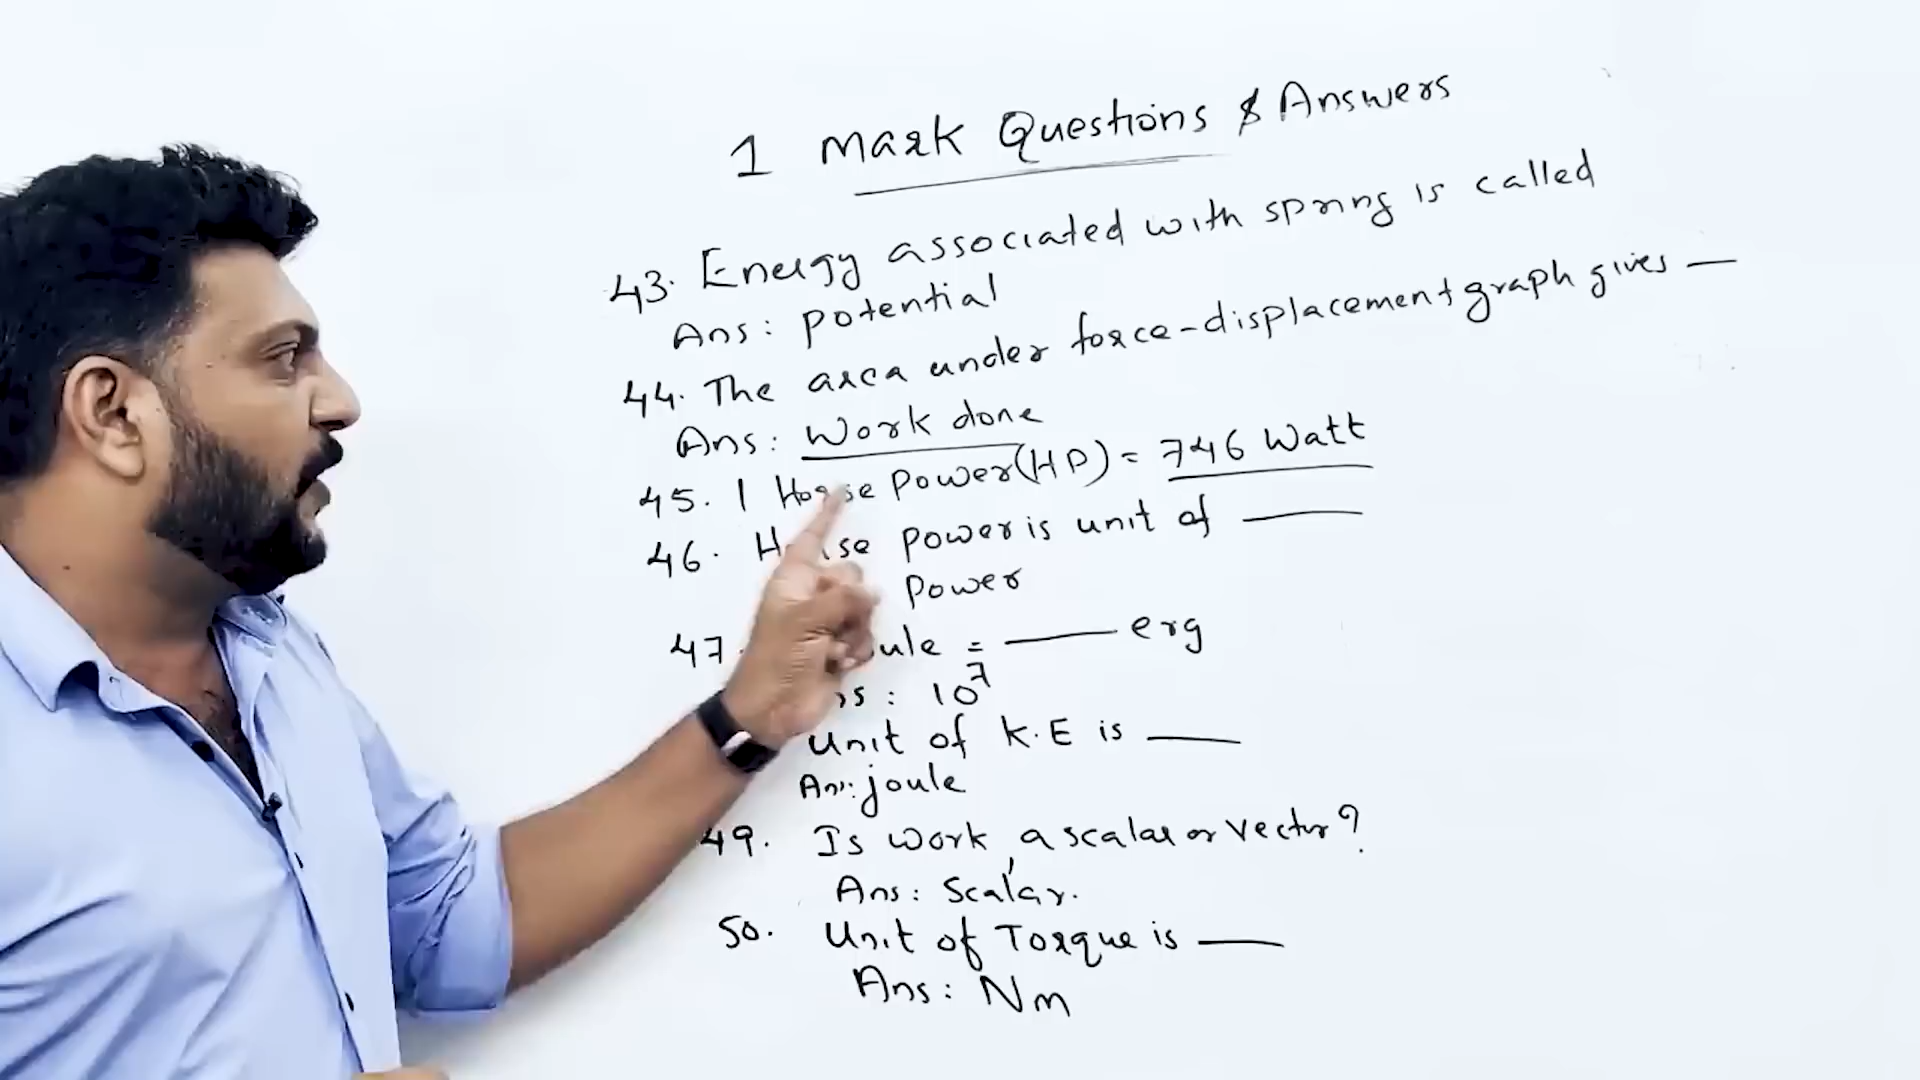 1 Mark Questions & Answers
43. Energy associated with spring is called
Ans: potential
44. The area under force-displacement graph gives —
Ans: Work done
45. 1 Horse Power(HP) = 746 Watt
46. power is unit of —
Power
47. = — erg
: 10⁷
Unit of K.E is —
Ans: joule
49. Is work, a scalar or vector?
Ans: Scalar.
50. Unit of Torque is —
Ans: Nm